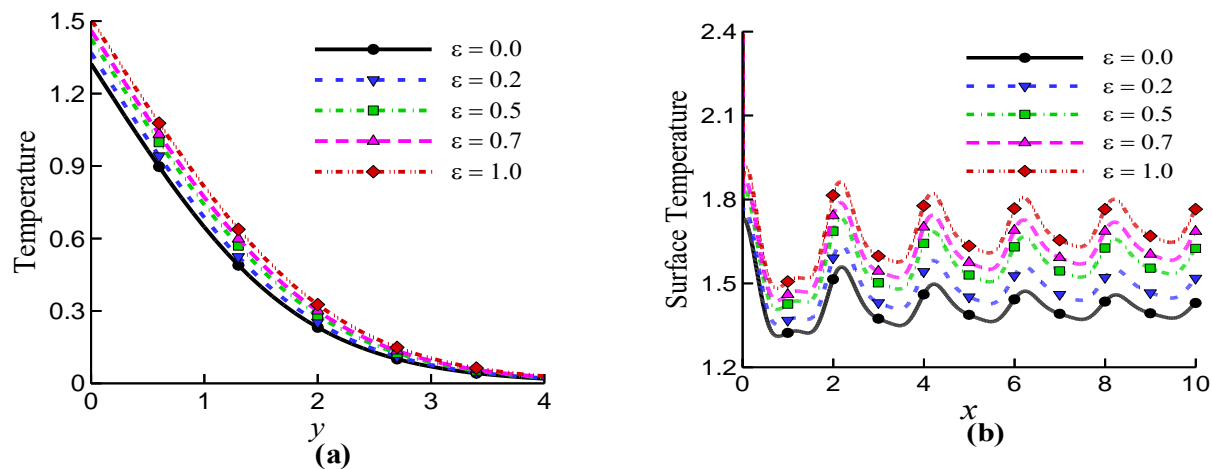 1.5
1.2
0.9
0.6
0.3
0
Temperature
ε = 0.0
ε = 0.2
ε = 0.5
ε = 0.7
ε = 1.0
0 1 2 3 4
y
(a)
2.4
2.1
1.8
1.5
1.2
Surface Temperature
ε = 0.0
ε = 0.2
ε = 0.5
ε = 0.7
ε = 1.0
0 2 4 6 8 10
x
(b)